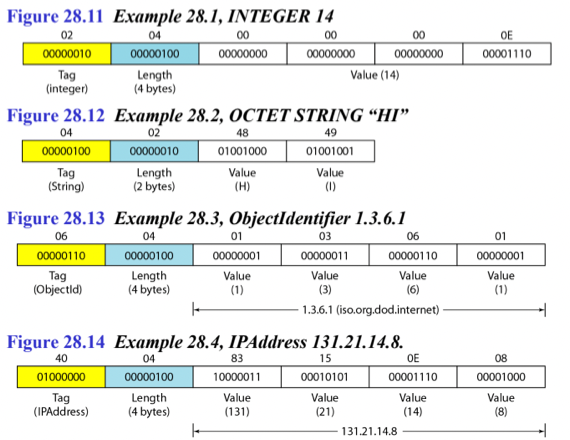 Figure 28.11 Example 28.1, INTEGER 14
02 04 00 00 00 0E
00000010 00000100 00000000 00000000 00000000 00001110
Tag Length Value (14)
(integer) (4 bytes)
Figure 28.12 Example 28.2, OCTET STRING “HI”
04 02 48 49
00000100 00000010 01001000 01001001
Tag Length Value Value
(String) (2 bytes) (H) (I)
Figure 28.13 Example 28.3, ObjectIdentifier 1.3.6.1
06 04 01 03 06 01
00000110 00000100 00000001 00000011 00000110 00000001
Tag Length Value Value Value Value
(ObjectId) (4 bytes) (1) (3) (6) (1)
1.3.6.1 (iso.org.dod.internet)
Figure 28.14 Example 28.4, IPAddress 131.21.14.8.
40 04 83 15 0E 08
01000000 00000100 10000011 00010101 00001110 00001000
Tag Length Value Value Value Value
(IPAddress) (4 bytes) (131) (21) (14) (8)
131.21.14.8